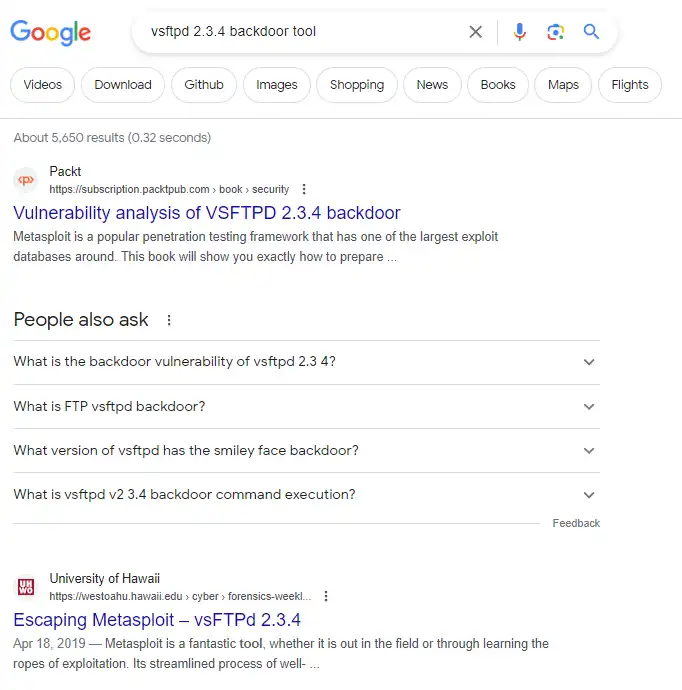 Google
vsftpd 2.3.4 backdoor tool
Videos Download Github Images Shopping News Books Maps Flights
About 5,650 results (0.32 seconds)
<p>
Packt
https://subscription.packtpub.com › book › security
Vulnerability analysis of VSFTPD 2.3.4 backdoor
Metasploit is a popular penetration testing framework that has one of the largest exploit
databases around. This book will show you exactly how to prepare ...
People also ask
What is the backdoor vulnerability of vsftpd 2.3 4?
What is FTP vsftpd backdoor?
What version of vsftpd has the smiley face backdoor?
What is vsftpd v2 3.4 backdoor command execution?
Feedback
UH
WO
University of Hawaii
https://westoahu.hawaii.edu › cyber › forensics-weekl...
Escaping Metasploit – vsFTPd 2.3.4
Apr 18, 2019 — Metasploit is a fantastic tool, whether it is out in the field or through learning the
ropes of exploitation. Its streamlined process of well- ...